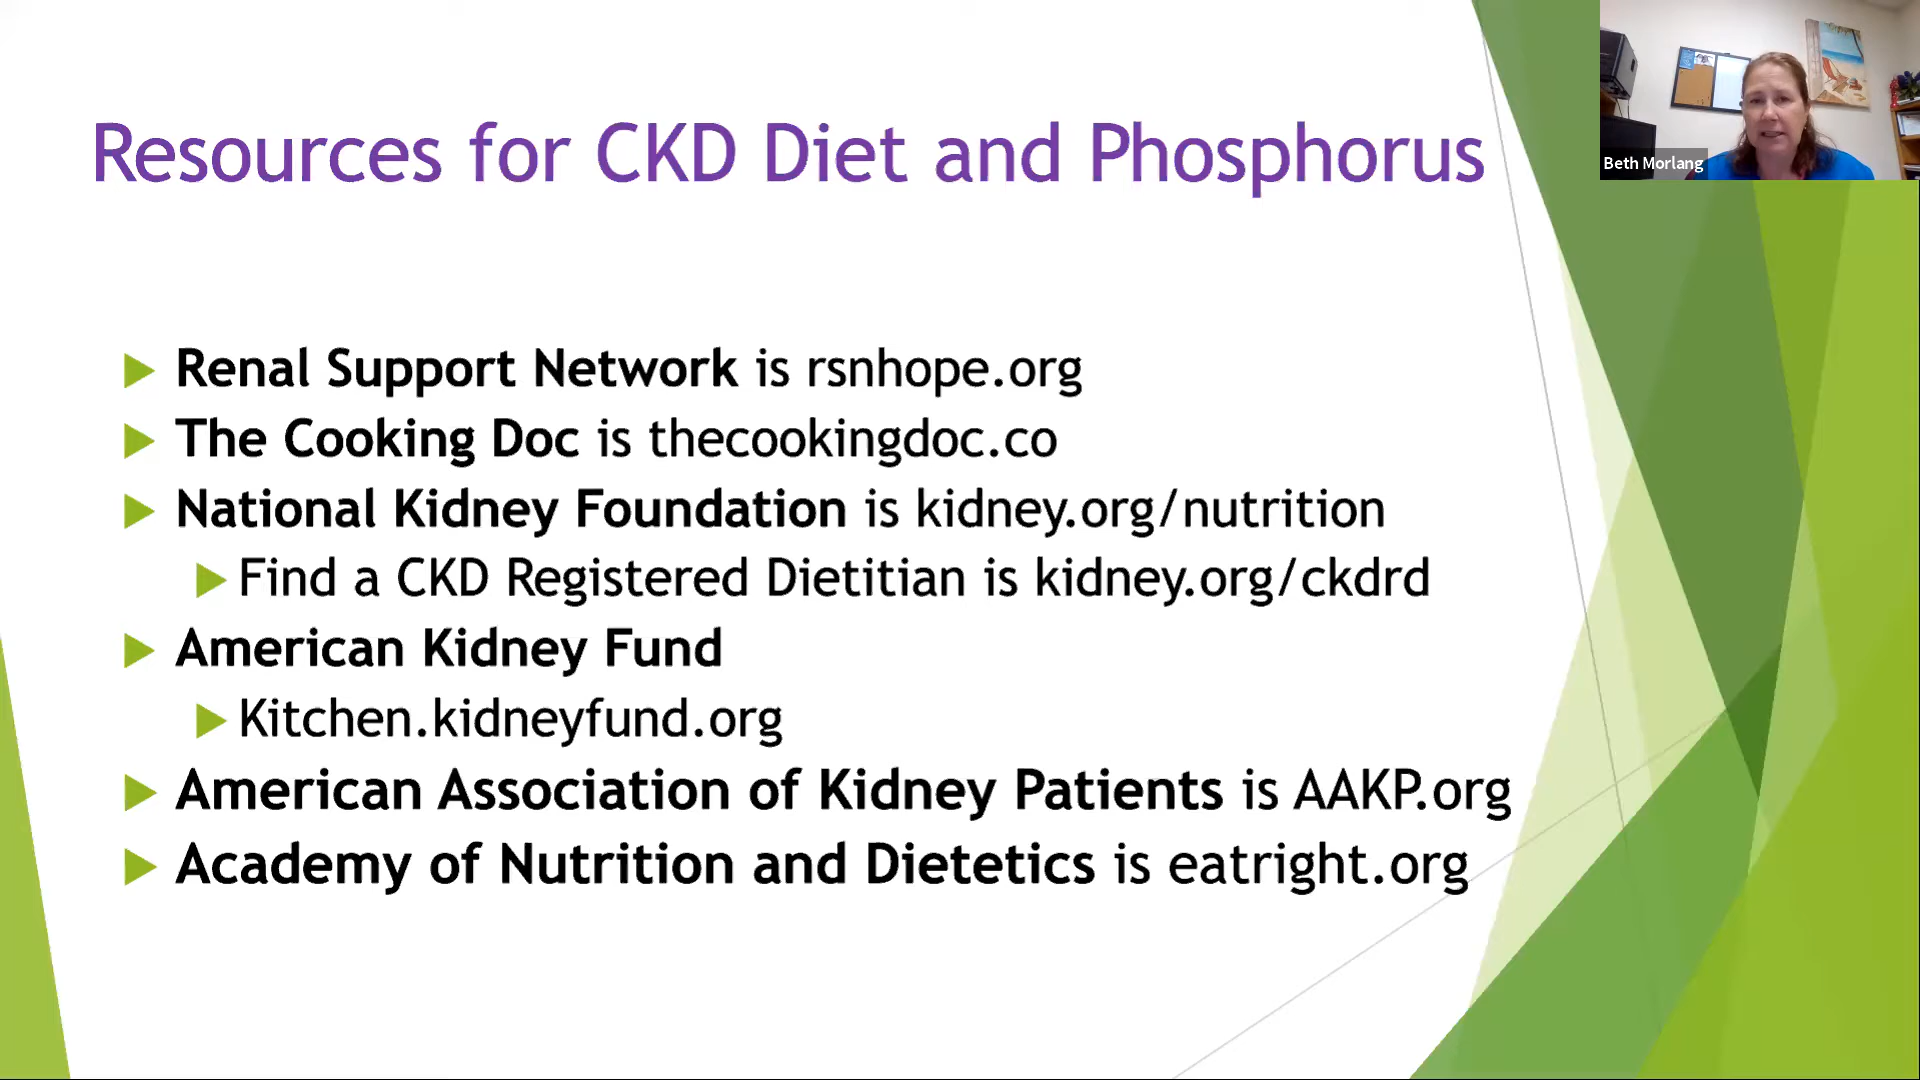 Resources for CKD Diet and Phosphorus
Beth Morlang
Renal Support Network is rsnhope.org
The Cooking Doc is thecookingdoc.co
National Kidney Foundation is kidney.org/nutrition
Find a CKD Registered Dietitian is kidney.org/ckdrd
American Kidney Fund
Kitchen.kidneyfund.org
American Association of Kidney Patients is AAKP.org
Academy of Nutrition and Dietetics is eatright.org